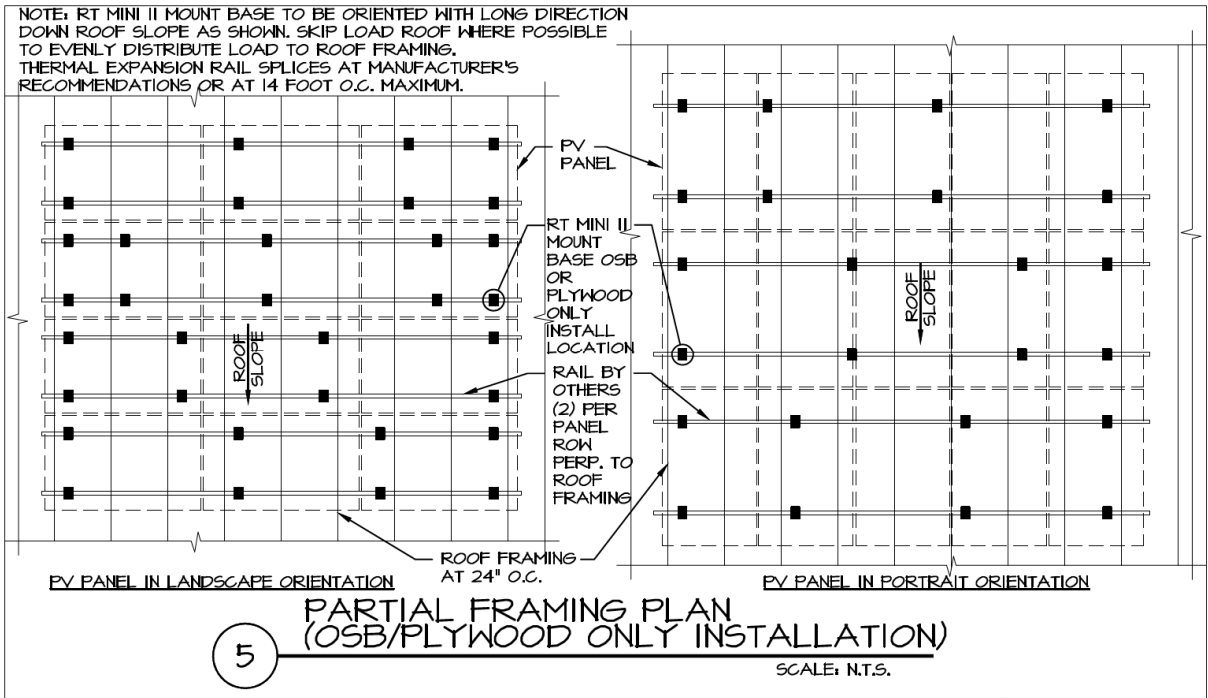 NOTE: RT MINI II MOUNT BASE TO BE ORIENTED WITH LONG DIRECTION
DOWN ROOF SLOPE AS SHOWN. SKIP LOAD ROOF WHERE POSSIBLE
TO EVENLY DISTRIBUTE LOAD TO ROOF FRAMING.
THERMAL EXPANSION RAIL SPLICES AT MANUFACTURER'S
RECOMMENDATIONS OR AT 14 FOOT O.C. MAXIMUM.
PV
PANEL
RT MINI II
MOUNT
BASE OSB
OR
PLYWOOD
ONLY
INSTALL
LOCATION
RAIL BY
OTHERS
(2) PER
PANEL
ROW
PERP. TO
ROOF
FRAMING
ROOF
SLOPE
ROOF
SLOPE
ROOF FRAMING
AT 24" O.C.
PV PANEL IN LANDSCAPE ORIENTATION
PV PANEL IN PORTRAIT ORIENTATION
5
PARTIAL FRAMING PLAN
(OSB/PLYWOOD ONLY INSTALLATION)
SCALE: N.T.S.